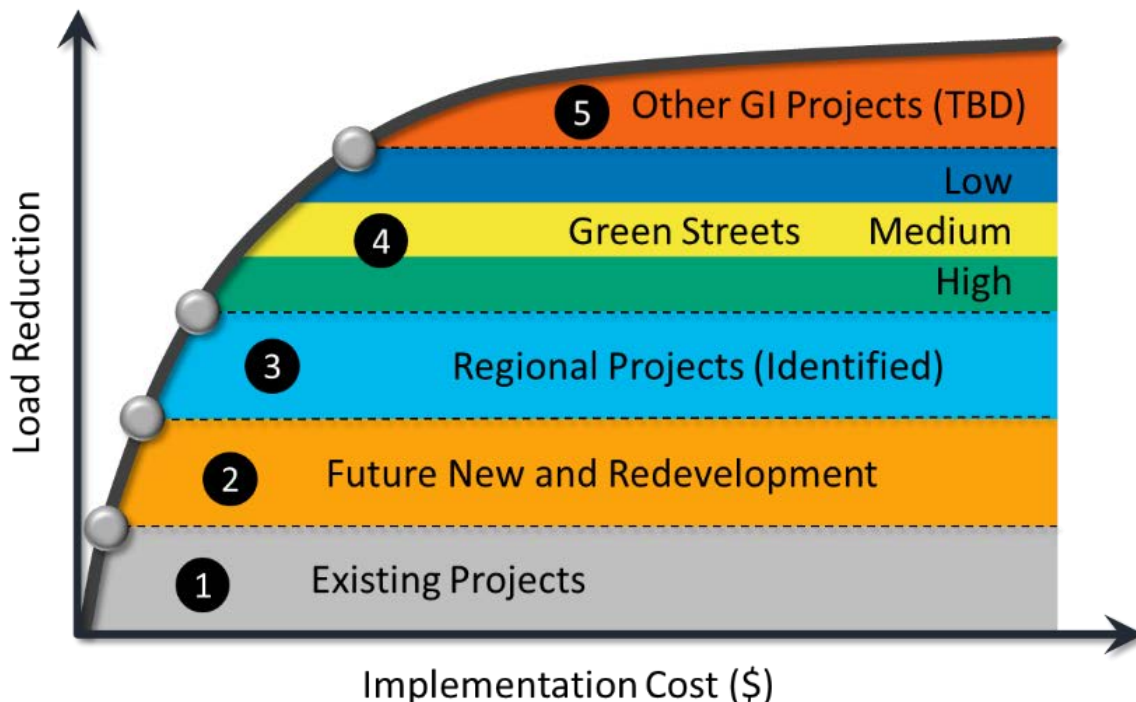 Load Reduction
5 Other GI Projects (TBD)
Low
4 Green Streets Medium
High
3 Regional Projects (Identified)
2 Future New and Redevelopment
1 Existing Projects
Implementation Cost ($)